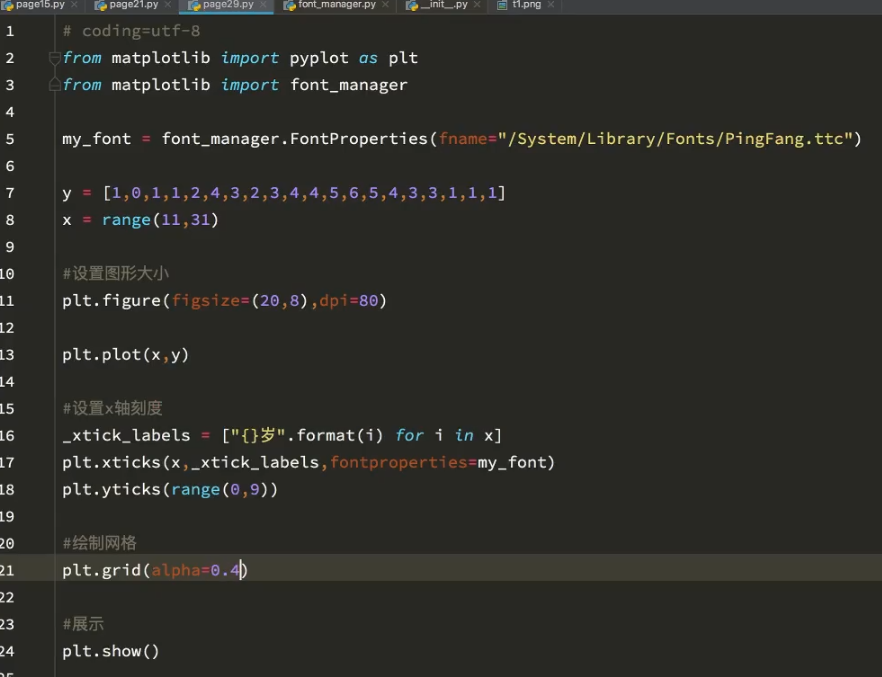 page15.py page21.py page29.py font_manager.py __init__.py t1.png
1 # coding=utf-8
2 from matplotlib import pyplot as plt
3 from matplotlib import font_manager
4
5 my_font = font_manager.FontProperties(fname="/System/Library/Fonts/PingFang.ttc")
6
7 y = [1,0,1,1,2,4,3,2,3,4,4,5,6,5,4,3,3,1,1,1]
8 x = range(11,31)
9
10 #设置图形大小
11 plt.figure(figsize=(20,8),dpi=80)
12
13 plt.plot(x,y)
14
15 #设置x轴刻度
16 _xtick_labels = ["{}岁".format(i) for i in x]
17 plt.xticks(x,_xtick_labels,fontproperties=my_font)
18 plt.yticks(range(0,9))
19
20 #绘制网格
21 plt.grid(alpha=0.4)
22
23 #展示
24 plt.show()